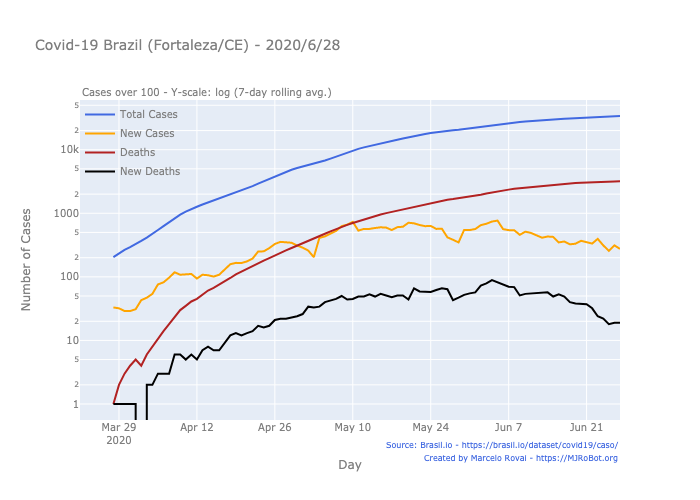 Covid-19 Brazil (Fortaleza/CE) - 2020/6/28
Cases over 100 - Y-scale: log (7-day rolling avg.)
Total Cases
New Cases
Deaths
New Deaths
Number of Cases
5
2
10k
5
2
1000
5
2
100
5
2
10
5
2
1
Mar 29
2020
Apr 12
Apr 26
May 10
May 24
Jun 7
Jun 21
Day
Source: Brasil.io - https://brasil.io/dataset/covid19/caso/
Created by Marcelo Rovai - https://MJRoBot.org